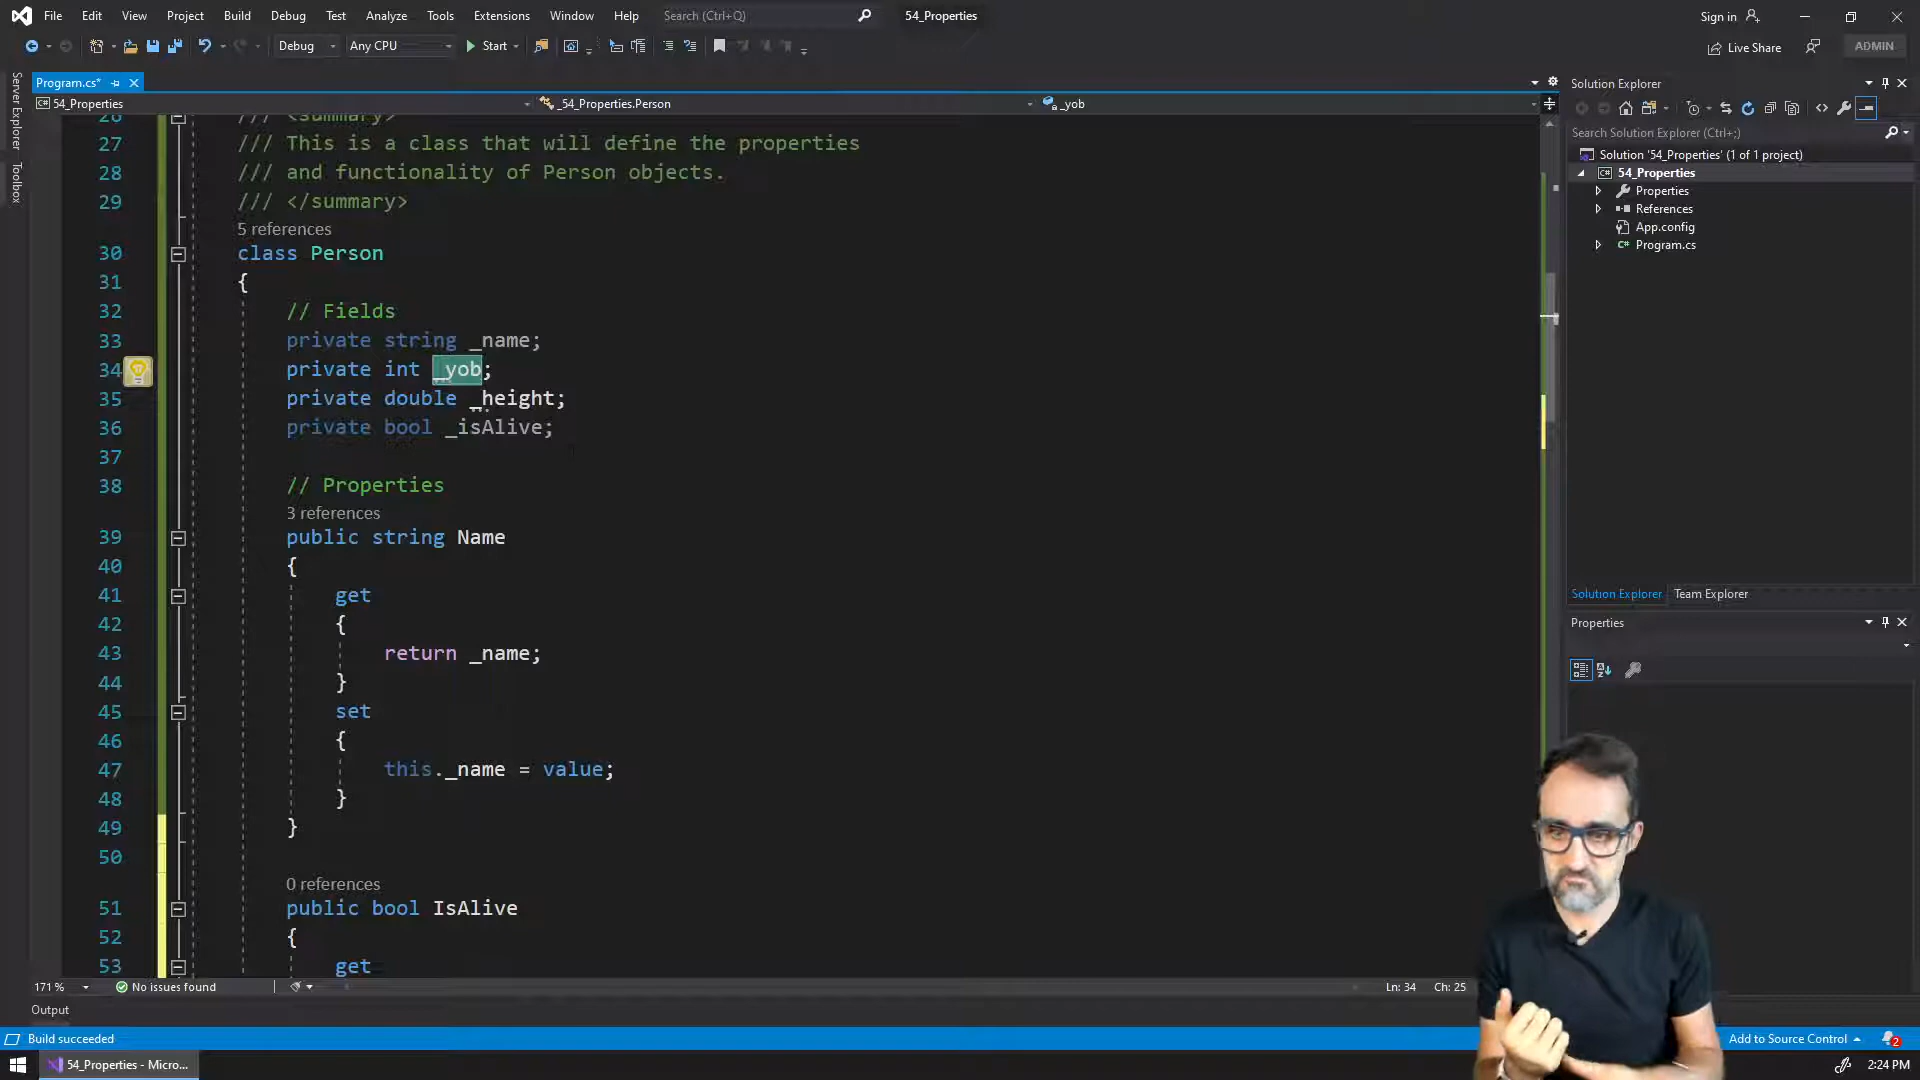 File Edit View Project Build Debug Test Analyze Tools Extensions Window Help Search (Ctrl+Q) 54_Properties Sign in
Debug Any CPU Start Live Share ADMIN
Server Explorer
Toolbox
Program.cs*
54_Properties _54_Properties.Person _yob
26 /// <summary>
27 /// This is a class that will define the properties
28 /// and functionality of Person objects.
29 /// </summary>
5 references
30 class Person
31 {
32 // Fields
33 private string _name;
34 private int _yob;
35 private double _height;
36 private bool _isAlive;
37
38 // Properties
3 references
39 public string Name
40 {
41 get
42 {
43 return _name;
44 }
45 set
46 {
47 this._name = value;
48 }
49 }
50
0 references
51 public bool IsAlive
52 {
53 get
171 % No issues found Ln: 34 Ch: 25
Output
Build succeeded
Add to Source Control 2
54_Properties - Micro...
2:24 PM
Solution Explorer
Search Solution Explorer (Ctrl+;)
Solution '54_Properties' (1 of 1 project)
54_Properties
Properties
References
App.config
C# Program.cs
Solution Explorer Team Explorer
Properties